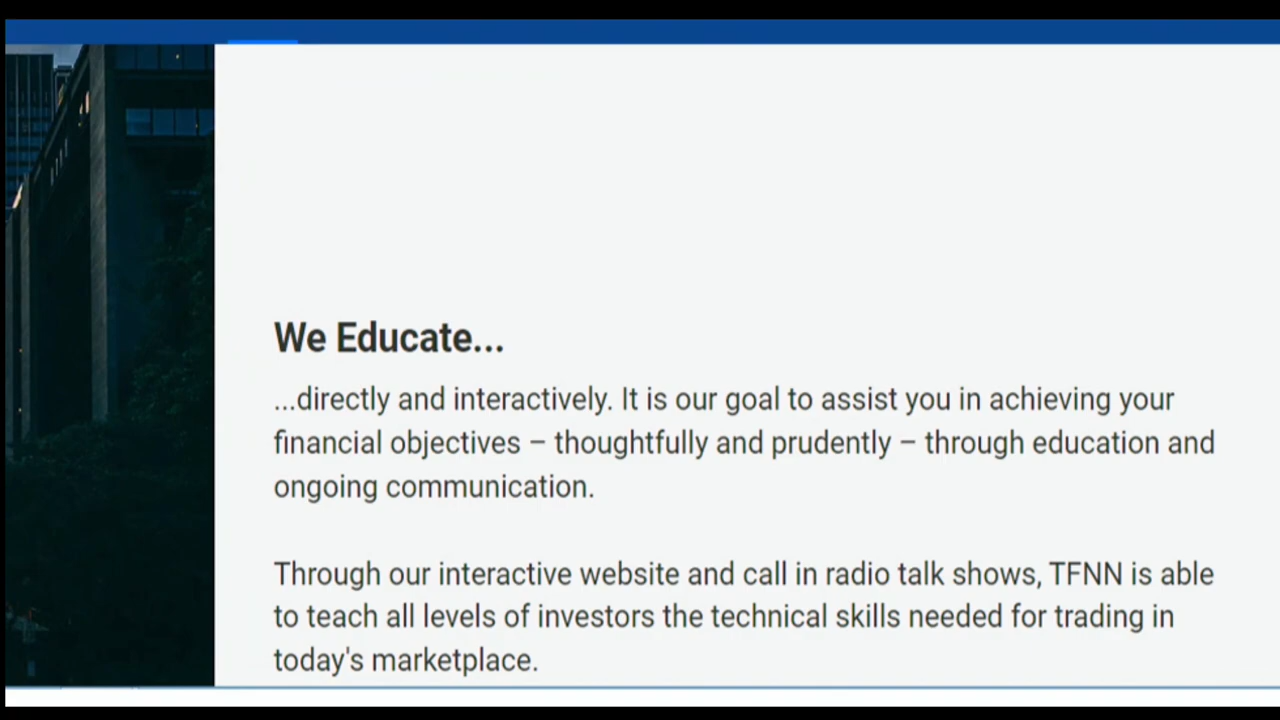 We Educate...
...directly and interactively. It is our goal to assist you in achieving your
financial objectives – thoughtfully and prudently – through education and
ongoing communication.
Through our interactive website and call in radio talk shows, TFNN is able
to teach all levels of investors the technical skills needed for trading in
today's marketplace.